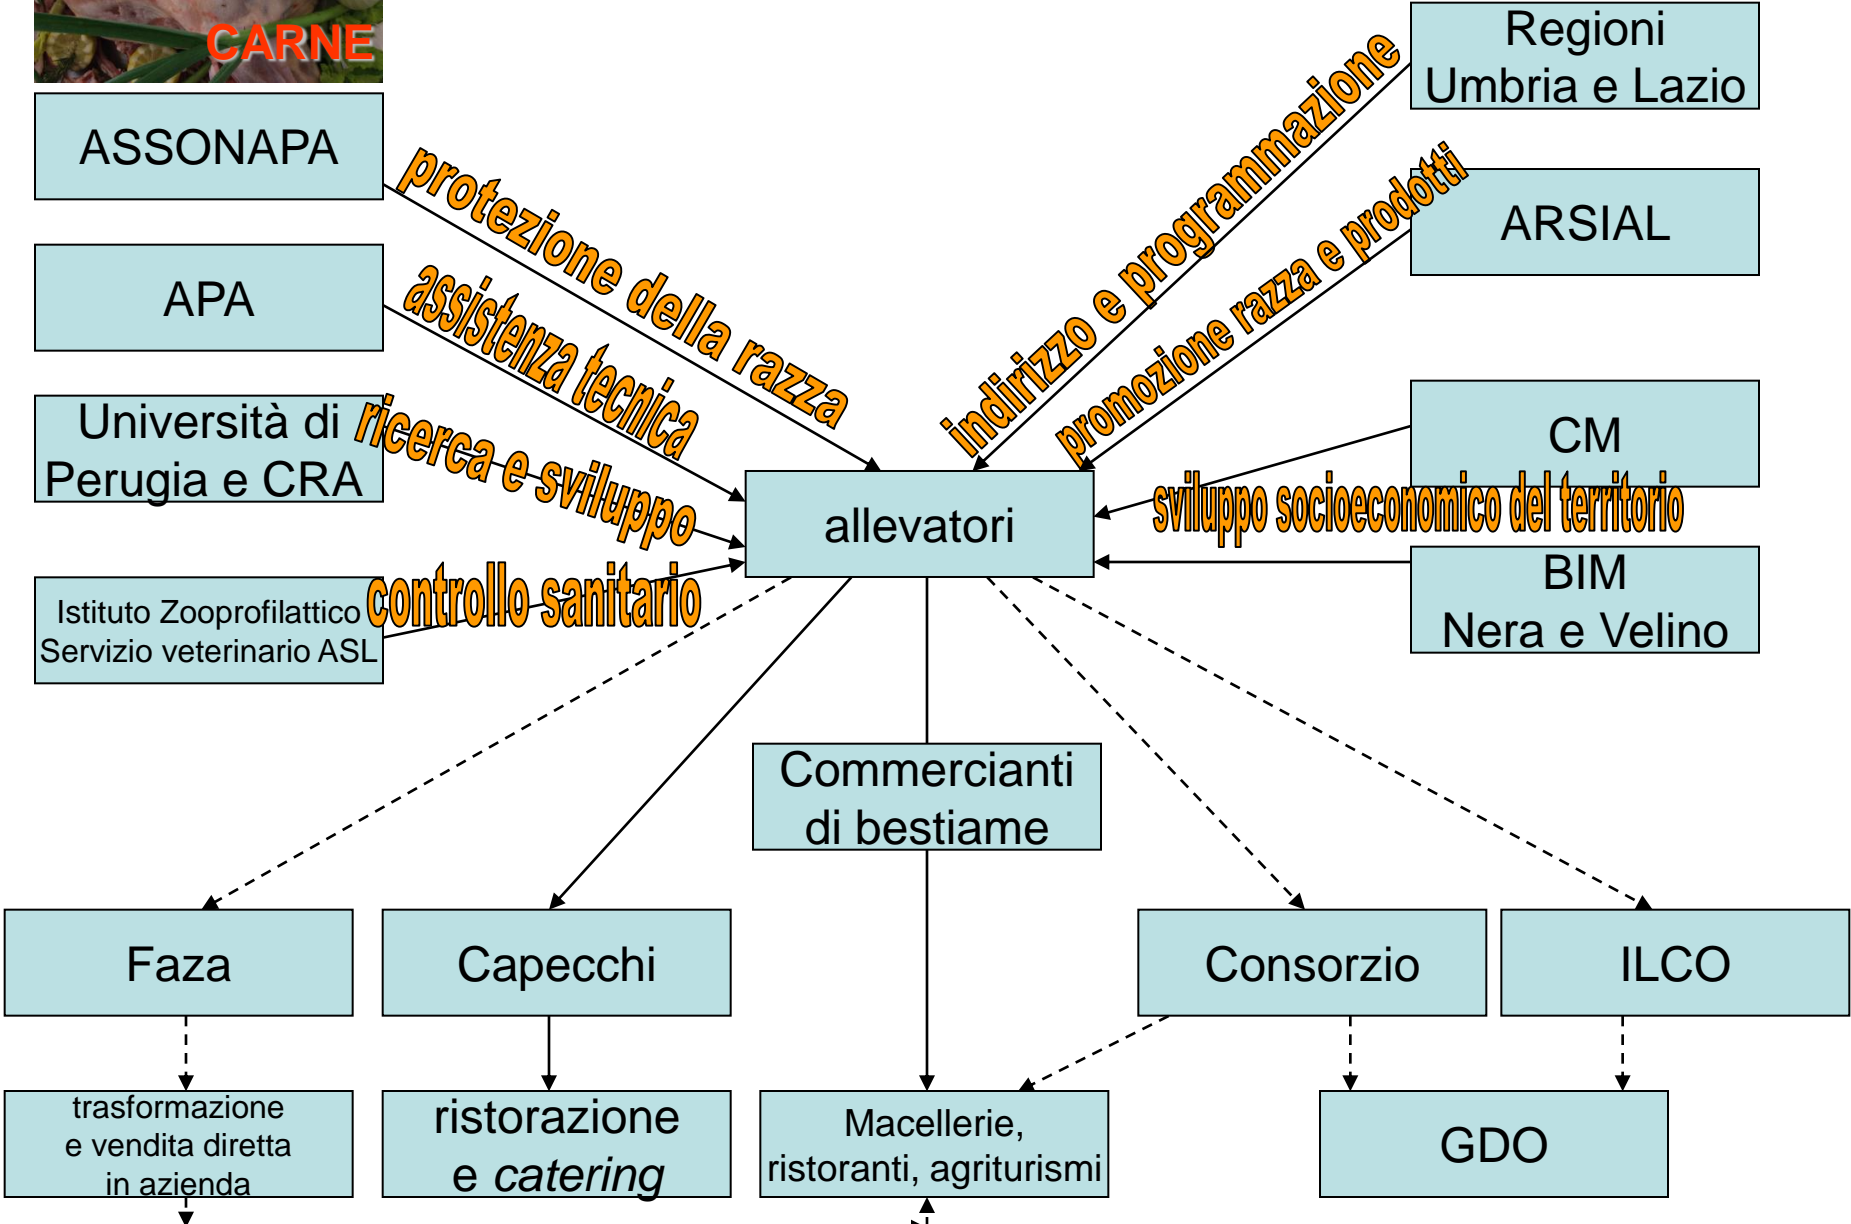 CARNE
ASSONAPA
APA
Università di
Perugia e CRA
Istituto Zooprofilattico
Servizio veterinario ASL
protezione della razza
assistenza tecnica
ricerca e sviluppo
controllo sanitario
Regioni
Umbria e Lazio
ARSIAL
CM
BIM
Nera e Velino
indirizzo e programmazione
promozione razza e prodotti
sviluppo socioeconomico del territorio
allevatori
Commercianti
di bestiame
Faza
Capecchi
Consorzio
ILCO
trasformazione
e vendita diretta
in azienda
ristorazione
e catering
Macellerie,
ristoranti, agriturismi
GDO